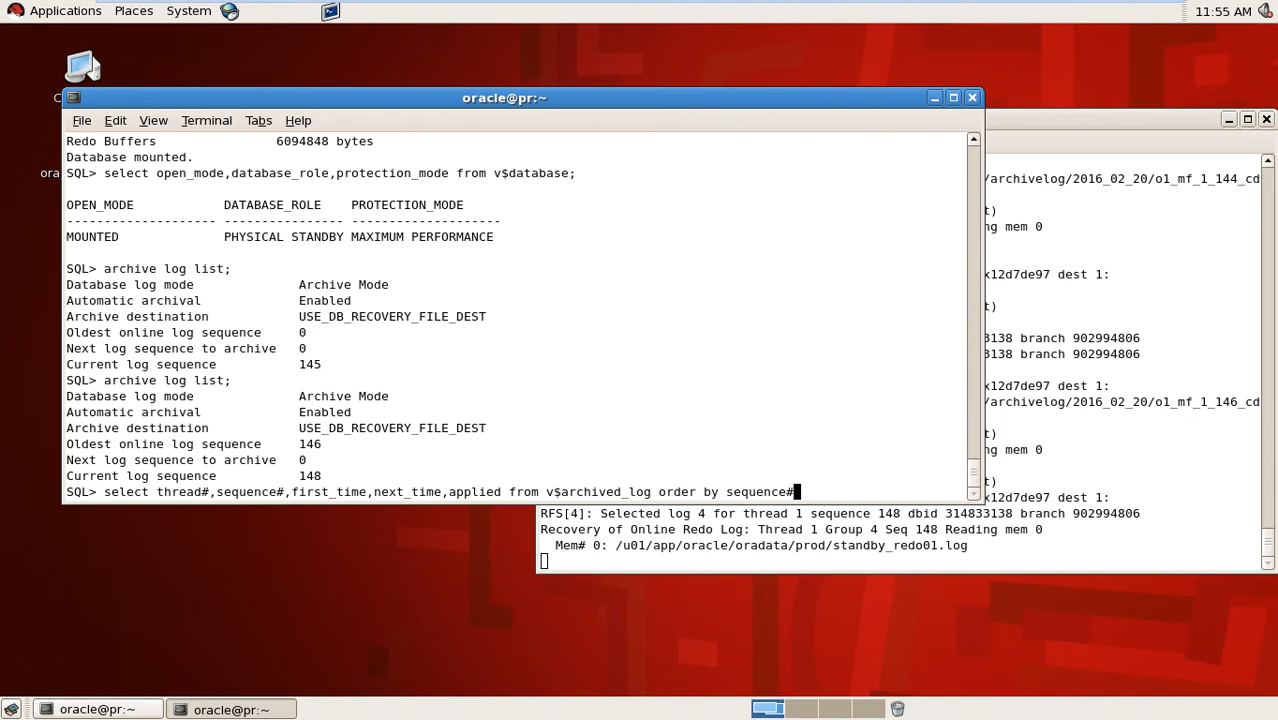 Applications Places System 11:55 AM
oracle@pr:~
File Edit View Terminal Tabs Help
Redo Buffers 6094848 bytes
Database mounted.
SQL> select open_mode,database_role,protection_mode from v$database;
OPEN_MODE DATABASE_ROLE PROTECTION_MODE
-------------------- ---------------- --------------------
MOUNTED PHYSICAL STANDBY MAXIMUM PERFORMANCE
SQL> archive log list;
Database log mode Archive Mode
Automatic archival Enabled
Archive destination USE_DB_RECOVERY_FILE_DEST
Oldest online log sequence 0
Next log sequence to archive 0
Current log sequence 145
SQL> archive log list;
Database log mode Archive Mode
Automatic archival Enabled
Archive destination USE_DB_RECOVERY_FILE_DEST
Oldest online log sequence 146
Next log sequence to archive 0
Current log sequence 148
SQL> select thread#,sequence#,first_time,next_time,applied from v$archived_log order by sequence#
/archivelog/2016_02_20/o1_mf_1_144_cd
t)
ng mem 0
x12d7de97 dest 1:
t)
3138 branch 902994806
3138 branch 902994806
x12d7de97 dest 1:
/archivelog/2016_02_20/o1_mf_1_146_cd
t)
ng mem 0
x12d7de97 dest 1:
RFS[4]: Selected log 4 for thread 1 sequence 148 dbid 314833138 branch 902994806
Recovery of Online Redo Log: Thread 1 Group 4 Seq 148 Reading mem 0
Mem# 0: /u01/app/oracle/oradata/prod/standby_redo01.log
C
ora
oracle@pr:~ oracle@pr:~